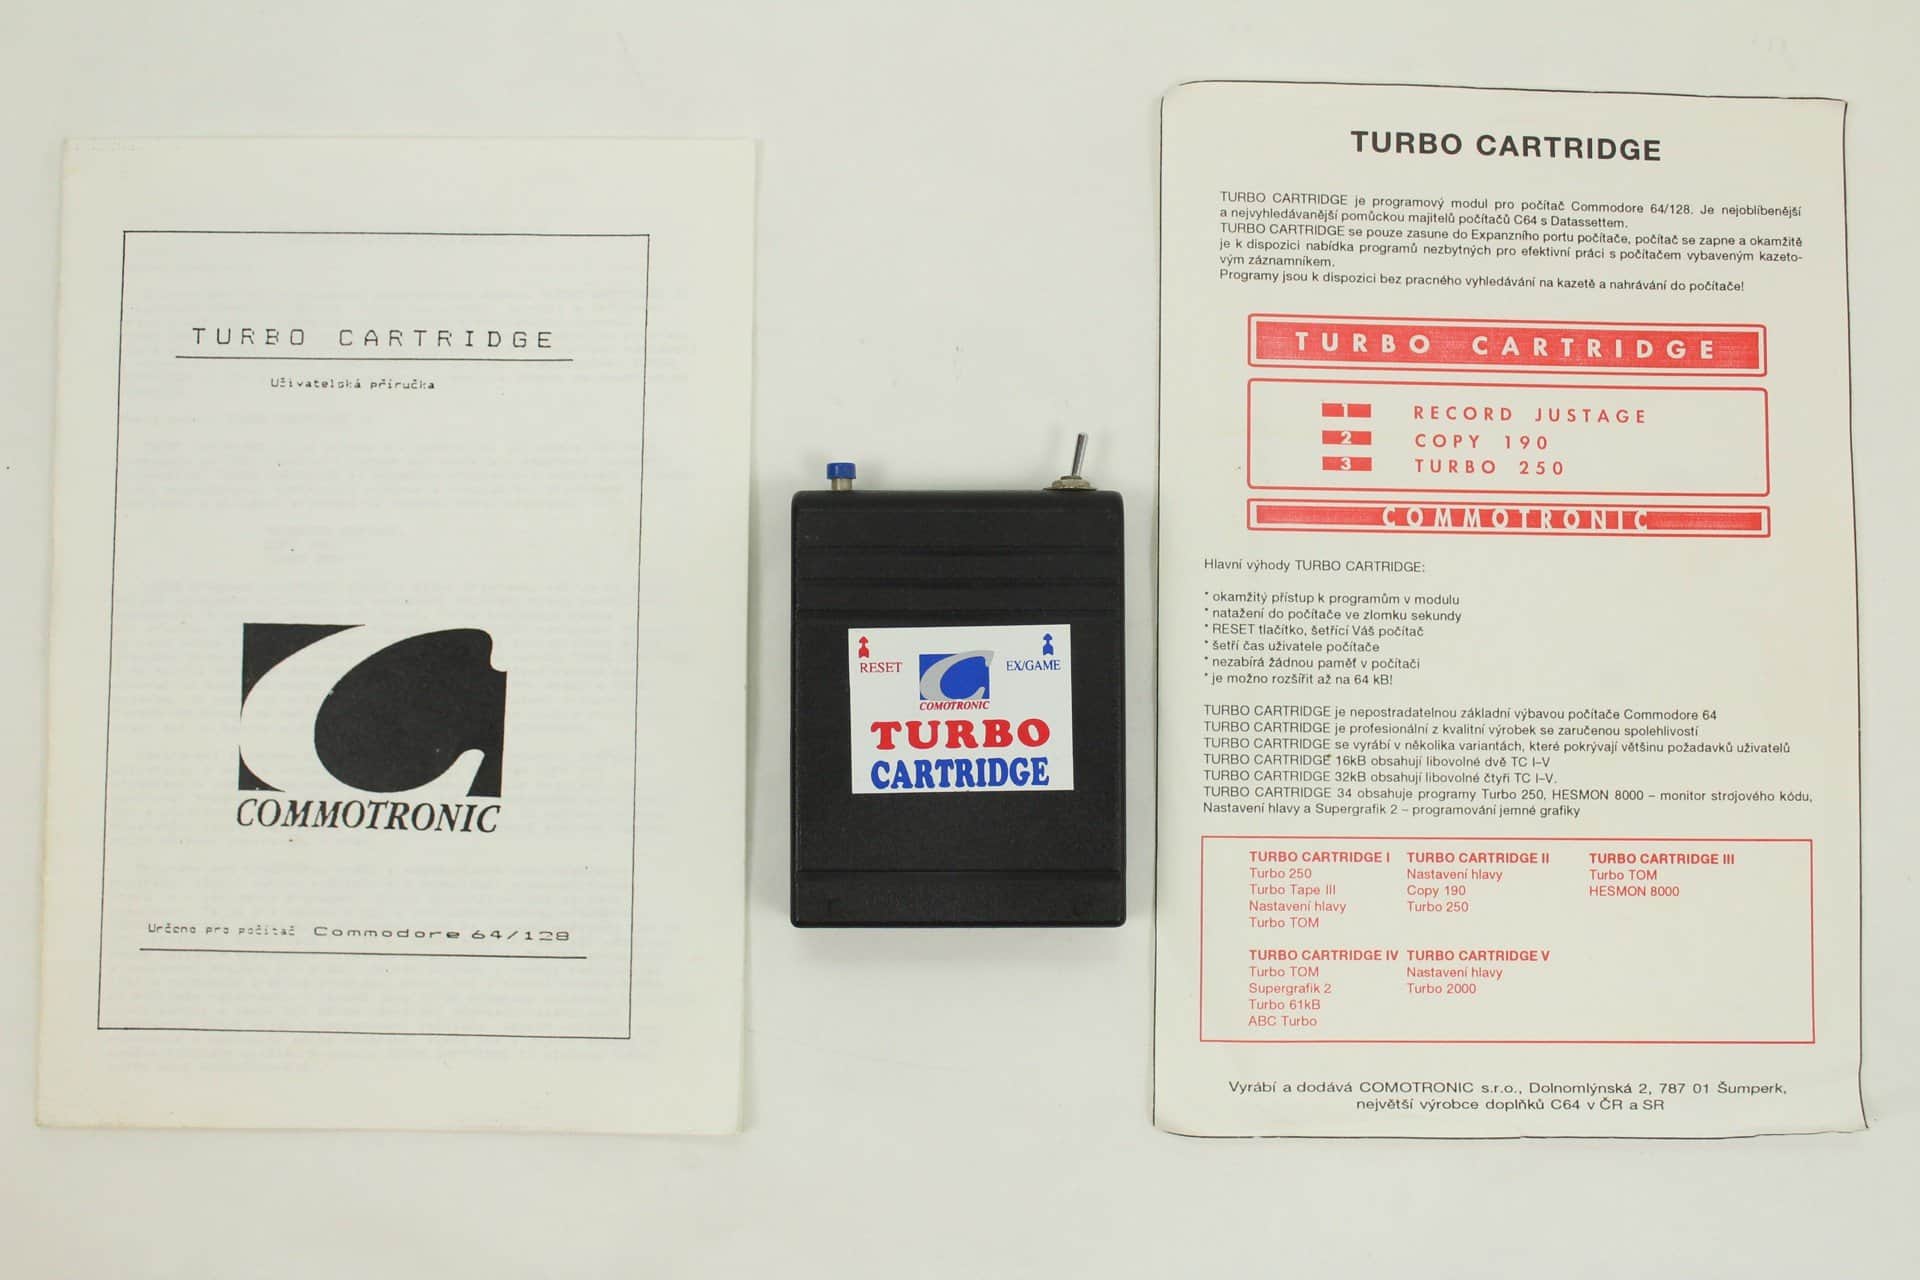 TURBO CARTRIDGE
Uživatelská příručka
COMMOTRONIC
Určeno pro počítač Commodore 64/128
RESET
EX/GAME
COMOTRONIC
TURBO
CARTRIDGE
TURBO CARTRIDGE
TURBO CARTRIDGE je programový modul pro počítač Commodore 64/128. Je nejoblíbenější
a nejvyhledávanější pomůckou majitelů počítačů C64 s Datassettem.
TURBO CARTRIDGE se pouze zasune do Expanzního portu počítače, počítač se zapne a okamžitě
je k dispozici nabídka programů nezbytných pro efektivní práci s počítačem vybaveným kazeto-
vým záznamníkem.
Programy jsou k dispozici bez pracného vyhledávání na kazetě a nahrávání do počítače!
TURBO CARTRIDGE
1 RECORD JUSTAGE
2 COPY 190
3 TURBO 250
COMMOTRONIC
Hlavní výhody TURBO CARTRIDGE:
* okamžitý přístup k programům v modulu
* natažení do počítače ve zlomku sekundy
* RESET tlačítko, šetřící Váš počítač
* šetří čas uživatele počítače
* nezabírá žádnou paměť v počítači
* je možno rozšířit až na 64 kB!
TURBO CARTRIDGE je nepostradatelnou základní výbavou počítače Commodore 64
TURBO CARTRIDGE je profesionální z kvalitní výrobek se zaručenou spolehlivostí
TURBO CARTRIDGE se vyrábí v několika variantách, které pokrývají většinu požadavků uživatelů
TURBO CARTRIDGE 16kB obsahují libovolné dvě TC I–V
TURBO CARTRIDGE 32kB obsahují libovolné čtyři TC I–V.
TURBO CARTRIDGE 34 obsahuje programy Turbo 250, HESMON 8000 – monitor strojového kódu,
Nastavení hlavy a Supergrafik 2 – programování jemné grafiky
TURBO CARTRIDGE I
Turbo 250
Turbo Tape III
Nastavení hlavy
Turbo TOM
TURBO CARTRIDGE II
Nastavení hlavy
Copy 190
Turbo 250
TURBO CARTRIDGE III
Turbo TOM
HESMON 8000
TURBO CARTRIDGE IV
Turbo TOM
Supergrafik 2
Turbo 61kB
ABC Turbo
TURBO CARTRIDGE V
Nastavení hlavy
Turbo 2000
Vyrábí a dodává COMOTRONIC s.r.o., Dolnomlýnská 2, 787 01 Šumperk,
největší výrobce doplňků C64 v ČR a SR